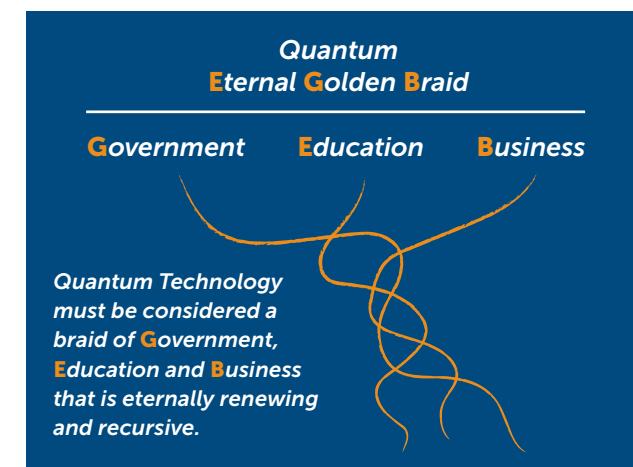 Quantum
Eternal Golden Braid
Government Education Business
Quantum Technology
must be considered a
braid of Government,
Education and Business
that is eternally renewing
and recursive.